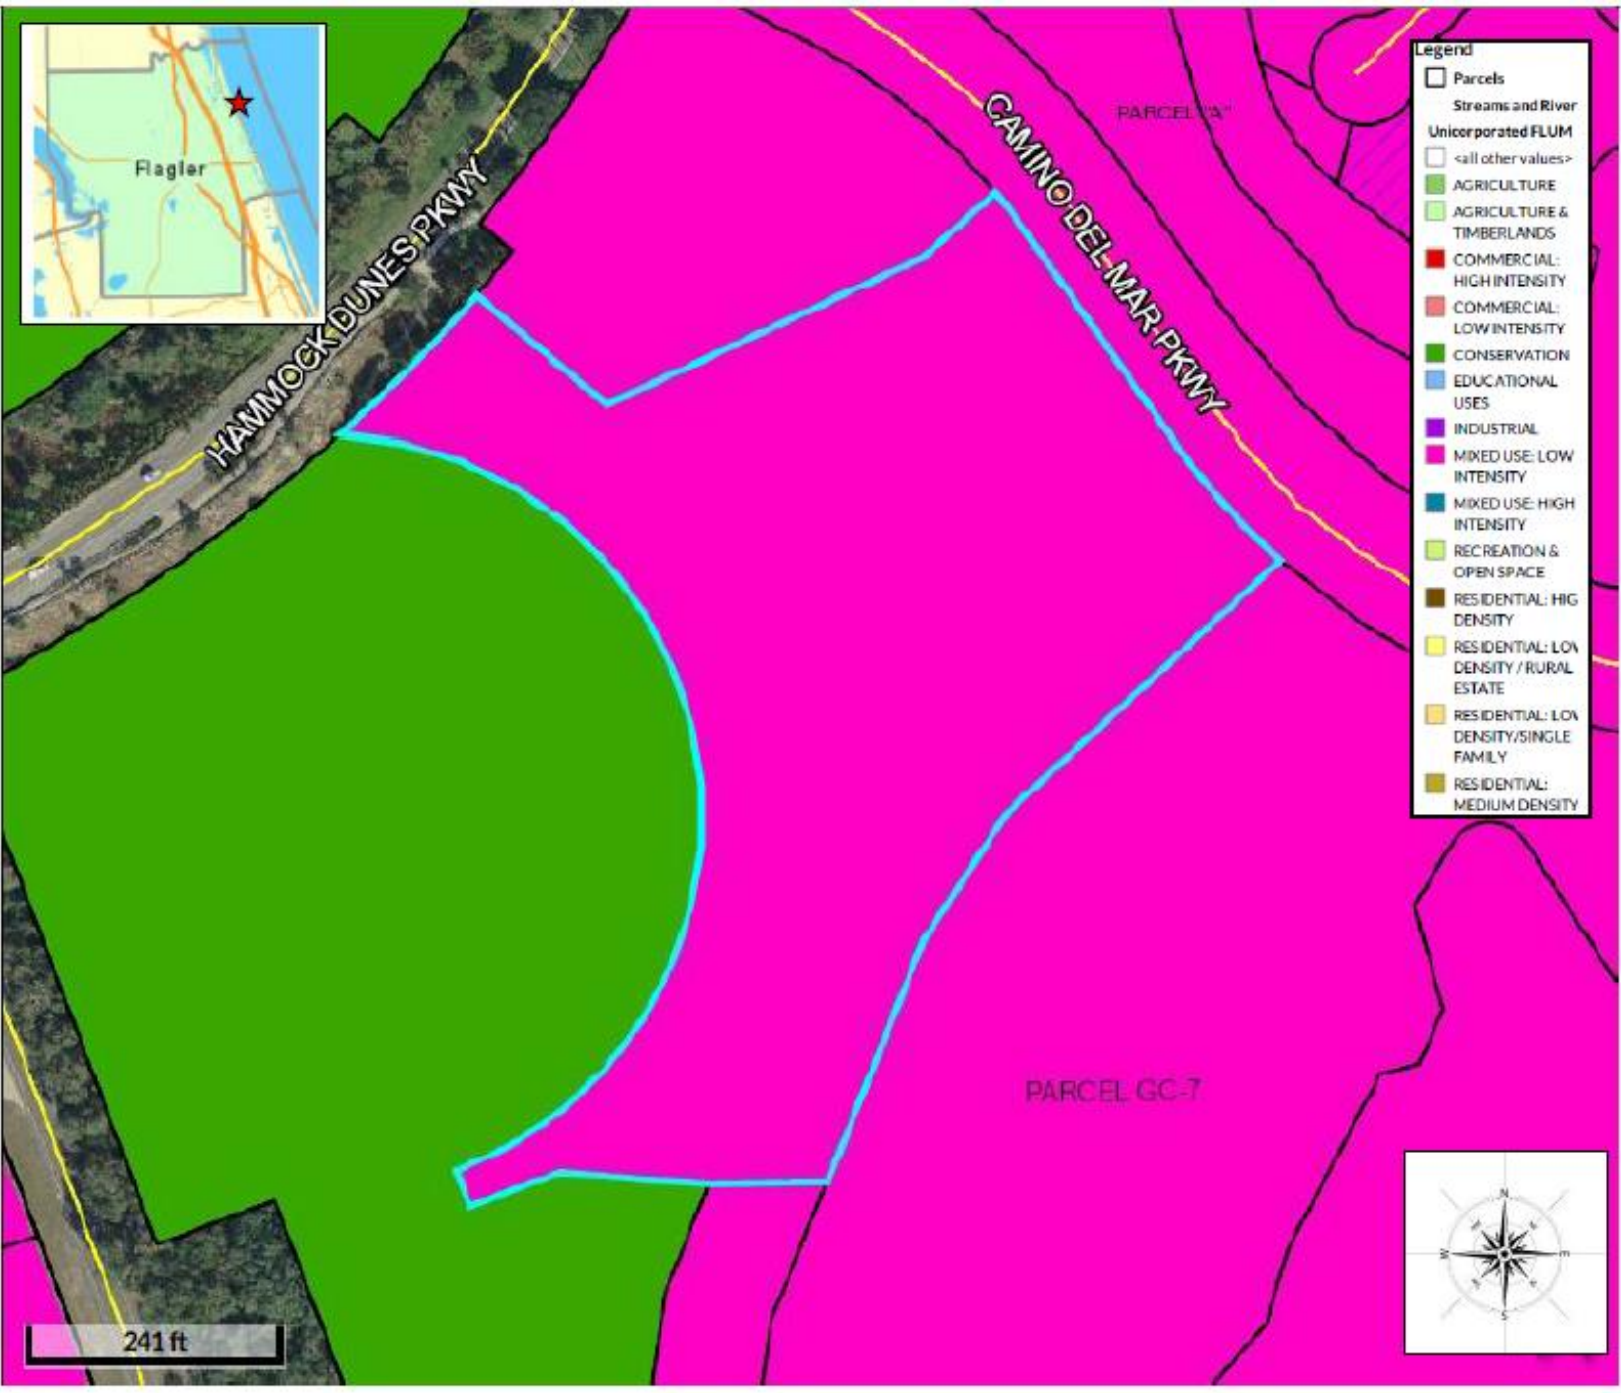 Flagler
HAMMOCK DUNES PKWY
CAMINO DEL MAR PKWY
PARCEL "A"
PARCEL GC-7
Legend
Parcels
Streams and River
Unicorporated FLUM
<all other values>
AGRICULTURE
AGRICULTURE &
TIMBERLANDS
COMMERCIAL:
HIGH INTENSITY
COMMERCIAL:
LOW INTENSITY
CONSERVATION
EDUCATIONAL
USES
INDUSTRIAL
MIXED USE: LOW
INTENSITY
MIXED USE: HIGH
INTENSITY
RECREATION &
OPEN SPACE
RESIDENTIAL: HIG
DENSITY
RESIDENTIAL: LOW
DENSITY / RURAL
ESTATE
RESIDENTIAL: LOW
DENSITY/SINGLE
FAMILY
RESIDENTIAL:
MEDIUM DENSITY
N
W
E
S
241 ft